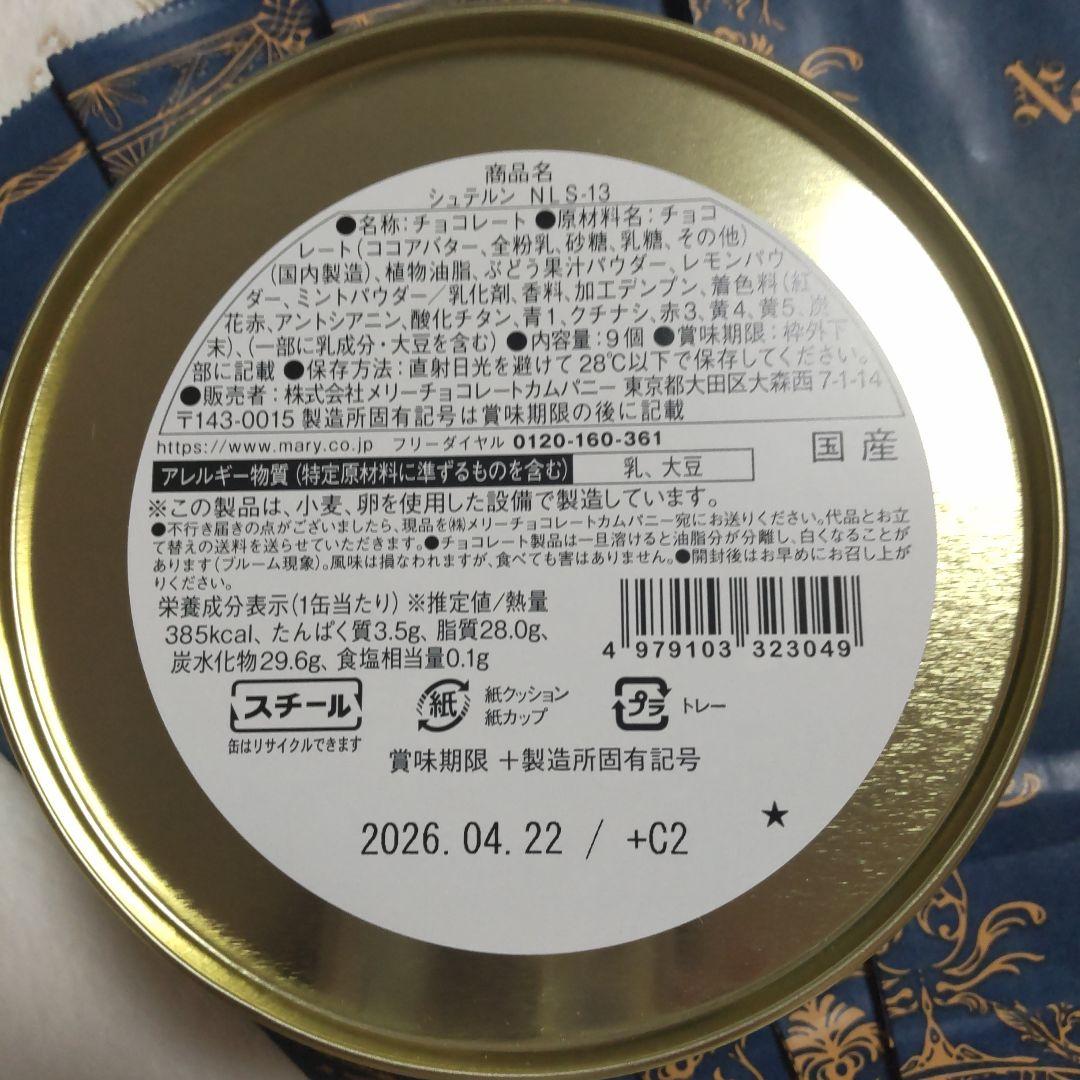 商品名
シュテルン NLS-13
●名称:チョコレート ●原材料名:チョコ
レート(ココアバター、全粉乳、砂糖、乳糖、その他)
(国内製造)、植物油脂、ぶどう果汁パウダー、レモンパウ
ダー、ミントパウダー/乳化剤、香料、加工デンプン、着色料(紅
花赤、アントシアニン、酸化チタン、青1、クチナシ、赤3、黄4、黄5、炭
末)、(一部に乳成分・大豆を含む) ●内容量:9個 ●賞味期限:枠外下
部に記載 ●保存方法:直射日光を避けて28℃以下で保存してください。
●販売者:株式会社メリーチョコレートカムパニー 東京都大田区大森西7-1-14
〒143-0015 製造所固有記号は賞味期限の後に記載
https://www.mary.co.jp フリーダイヤル 0120-160-361
国産
アレルギー物質(特定原材料に準ずるものを含む) 乳、大豆
※この製品は、小麦、卵を使用した設備で製造しています。
●不行き届きの点がございましたら、現品を㈱メリーチョコレートカムパニー宛にお送りください。代品とお立
て替えの送料を送らせていただきます。●チョコレート製品は一旦溶けると油脂分が分離し、白くなることが
あります(ブルーム現象)。風味は損なわれますが、食べても害はありません。●開封後はお早めにお召し上が
りください。
栄養成分表示(1缶当たり)※推定値/熱量
385kcal、たんぱく質3.5g、脂質28.0g、
炭水化物29.6g、食塩相当量0.1g
4 979103 323049
スチール
缶はリサイクルできます
紙
紙クッション
紙カップ
プラ
トレー
賞味期限+製造所固有記号
★
2026.04.22 / +C2